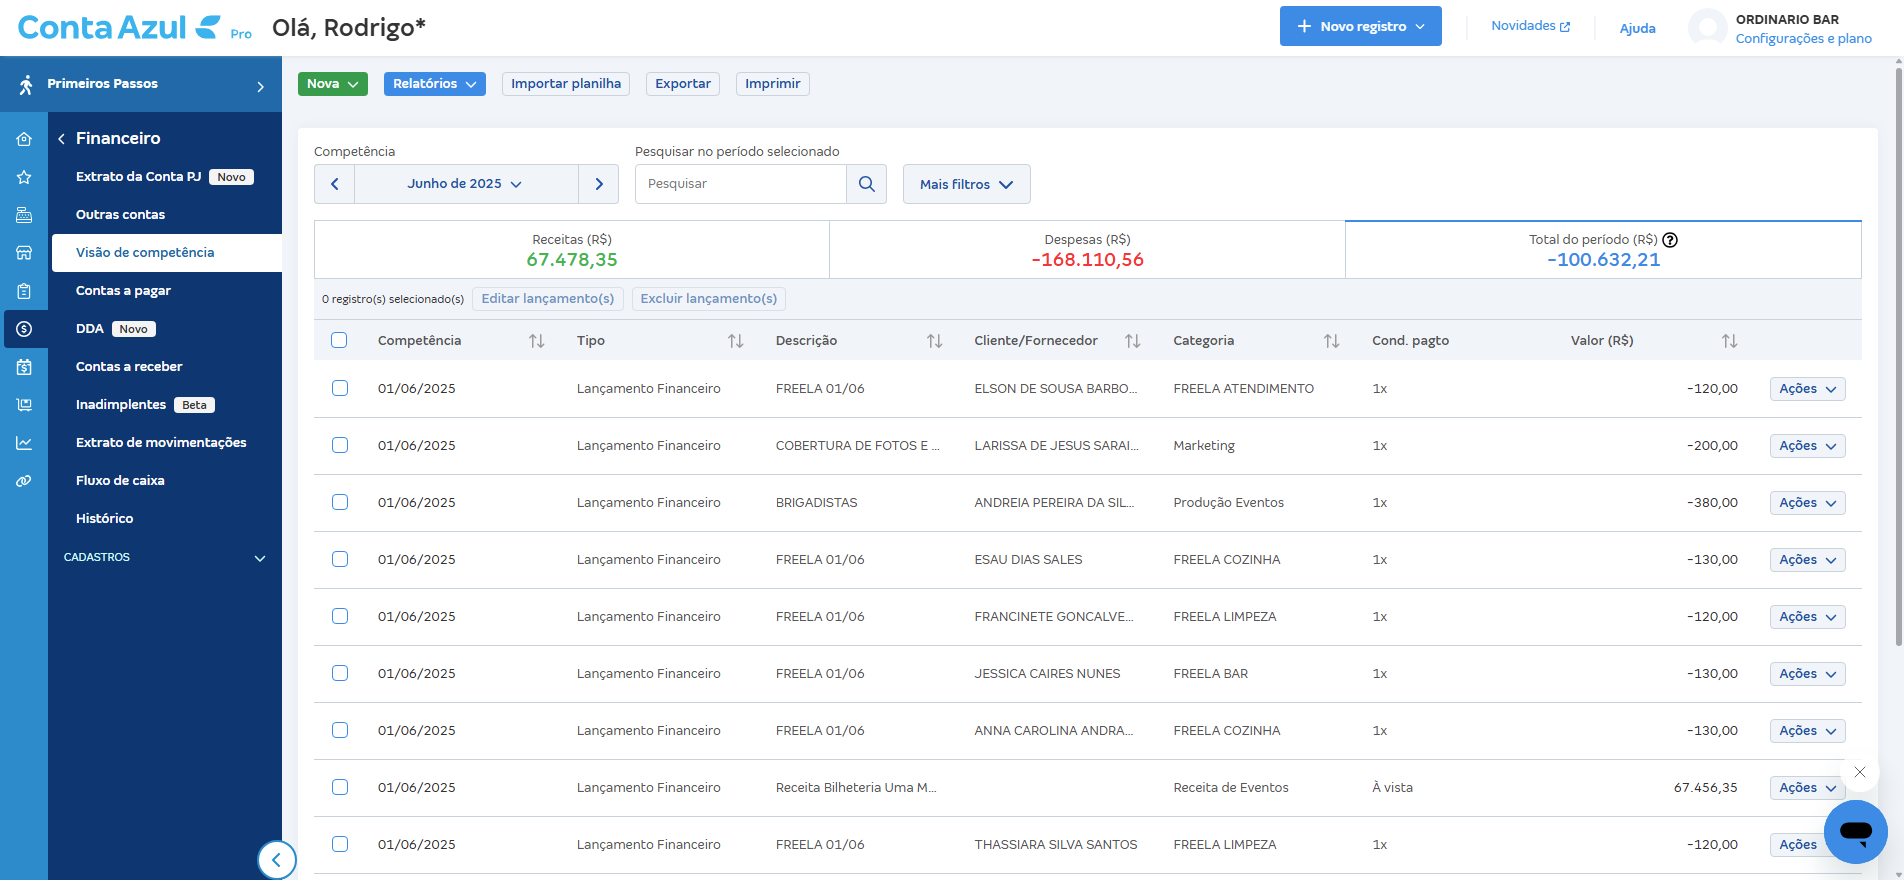 Conta Azul Pro
Olá, Rodrigo*
Novo registro
Novidades
Ajuda
ORDINARIO BAR
Configurações e plano
Primeiros Passos
Financeiro
Extrato da Conta PJ Novo
Outras contas
Visão de competência
Contas a pagar
DDA Novo
Contas a receber
Inadimplentes Beta
Extrato de movimentações
Fluxo de caixa
Histórico
CADASTROS
Nova Relatórios Importar planilha Exportar Imprimir
Competência
Junho de 2025
Pesquisar no período selecionado
Pesquisar
Mais filtros
Receitas (R$)
67.478,35
Despesas (R$)
-168.110,56
Total do período (R$) ?
-100.632,21
0 registro(s) selecionado(s) Editar lançamento(s) Excluir lançamento(s)
Competência Tipo Descrição Cliente/Fornecedor Categoria Cond. pagto Valor (R$)
01/06/2025 Lançamento Financeiro FREELA 01/06 ELSON DE SOUSA BARBO... FREELA ATENDIMENTO 1x -120,00 Ações
01/06/2025 Lançamento Financeiro COBERTURA DE FOTOS E ... LARISSA DE JESUS SARAI... Marketing 1x -200,00 Ações
01/06/2025 Lançamento Financeiro BRIGADISTAS ANDREIA PEREIRA DA SIL... Produção Eventos 1x -380,00 Ações
01/06/2025 Lançamento Financeiro FREELA 01/06 ESAU DIAS SALES FREELA COZINHA 1x -130,00 Ações
01/06/2025 Lançamento Financeiro FREELA 01/06 FRANCINETE GONCALVE... FREELA LIMPEZA 1x -120,00 Ações
01/06/2025 Lançamento Financeiro FREELA 01/06 JESSICA CAIRES NUNES FREELA BAR 1x -130,00 Ações
01/06/2025 Lançamento Financeiro FREELA 01/06 ANNA CAROLINA ANDRA... FREELA COZINHA 1x -130,00 Ações
01/06/2025 Lançamento Financeiro Receita Bilheteria Uma M... Receita de Eventos À vista 67.456,35 Ações
01/06/2025 Lançamento Financeiro FREELA 01/06 THASSIARA SILVA SANTOS FREELA LIMPEZA 1x -120,00 Ações